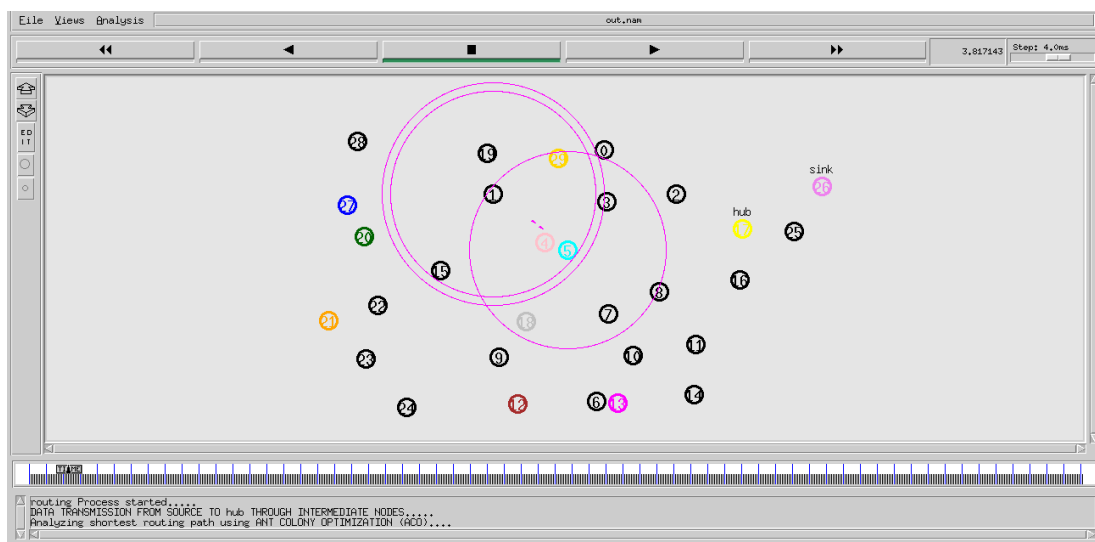 File Views Analysis out.nam
3.817143 Step: 4.0ms
ED
IT
28 19 29 0
sink
26
1 3 2
27 hub
20 4 5 17 25
15 16
22 8
21 18 7
23 9 10 11
24 12 6 13 14
TIME
routing Process started.....
DATA TRANSMISSION FROM SOURCE TO hub THROUGH INTERMEDIATE NODES.....
Analyzing shortest routing path using ANT COLONY OPTIMIZATION (ACO)....